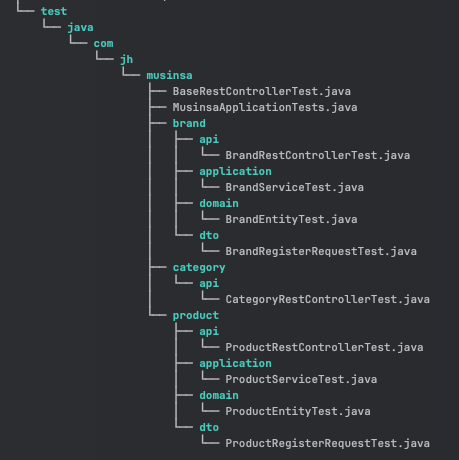 └── test
    └── java
        └── com
            └── jh
                └── musinsa
                    ├── BaseRestControllerTest.java
                    ├── MusinsaApplicationTests.java
                    ├── brand
                    │   ├── api
                    │   │   └── BrandRestControllerTest.java
                    │   ├── application
                    │   │   └── BrandServiceTest.java
                    │   ├── domain
                    │   │   └── BrandEntityTest.java
                    │   └── dto
                    │       └── BrandRegisterRequestTest.java
                    ├── category
                    │   └── api
                    │       └── CategoryRestControllerTest.java
                    └── product
                        ├── api
                        │   └── ProductRestControllerTest.java
                        ├── application
                        │   └── ProductServiceTest.java
                        ├── domain
                        │   └── ProductEntityTest.java
                        └── dto
                            └── ProductRegisterRequestTest.java